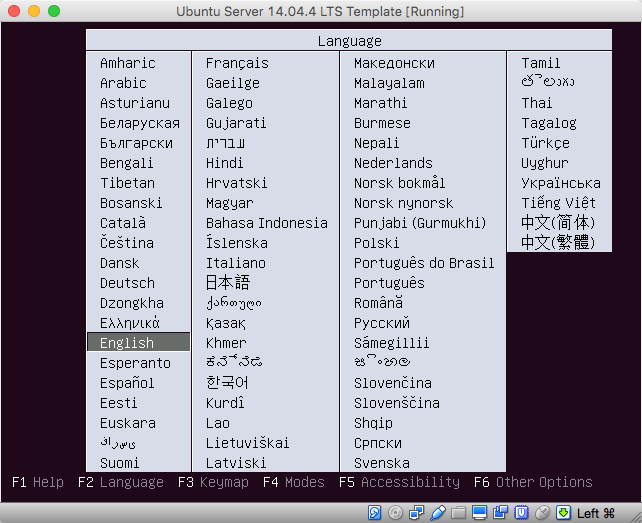 Ubuntu Server 14.04.4 LTS Template [Running]
Language
Amharic
Arabic
Asturianu
Беларуская
Български
Bengali
Tibetan
Bosanski
Català
Čeština
Dansk
Deutsch
Dzongkha
Ελληνικά
English
Esperanto
Español
Eesti
Euskara
Suomi
Français
Gaeilge
Galego
Gujarati
עברית
Hindi
Hrvatski
Magyar
Bahasa Indonesia
Íslenska
Italiano
日本語
ქართული
Қазақ
Khmer
ಕನ್ನಡ
한국어
Kurdî
Lao
Lietuviškai
Latviski
Македонски
Malayalam
Marathi
Burmese
Nepali
Nederlands
Norsk bokmål
Norsk nynorsk
Punjabi (Gurmukhi)
Polski
Português do Brasil
Português
Română
Русский
Sámegillii
සිංහල
Slovenčina
Slovenščina
Shqip
Српски
Svenska
Tamil
తెలుగు
Thai
Tagalog
Türkçe
Uyghur
Українська
Tiếng Việt
中文(简体)
中文(繁體)
F1 Help F2 Language F3 Keymap F4 Modes F5 Accessibility F6 Other Options
Left ⌘